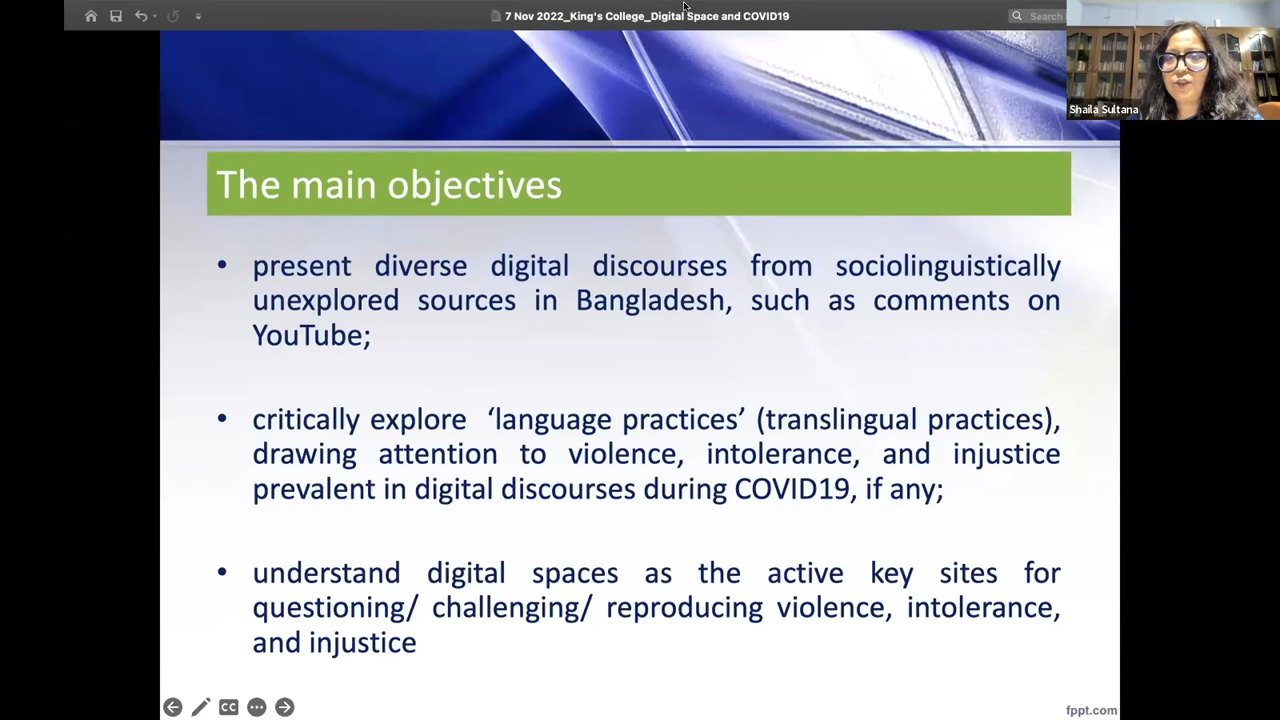 7 Nov 2022_King's College_Digital Space and COVID19
Search
Shaila Sultana
The main objectives
• present diverse digital discourses from sociolinguistically
unexplored sources in Bangladesh, such as comments on
YouTube;
• critically explore ‘language practices’ (translingual practices),
drawing attention to violence, intolerance, and injustice
prevalent in digital discourses during COVID19, if any;
• understand digital spaces as the active key sites for
questioning/ challenging/ reproducing violence, intolerance,
and injustice
CC
fppt.com